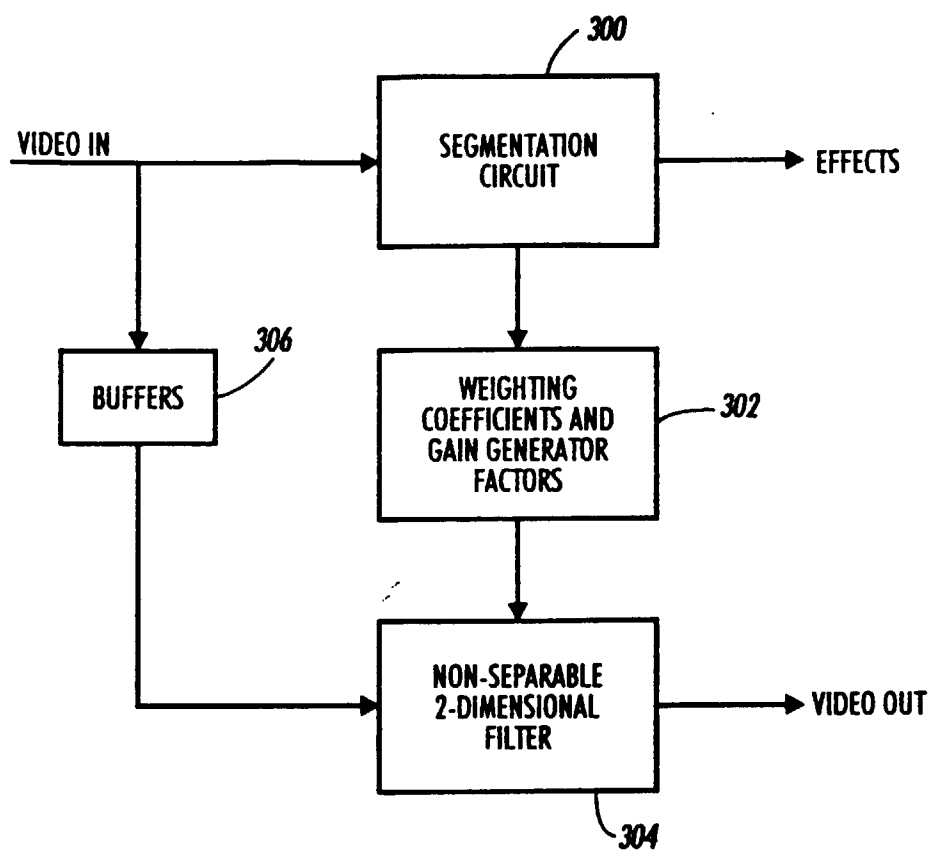 300
VIDEO IN
SEGMENTATION
CIRCUIT
EFFECTS
306
BUFFERS
WEIGHTING
COEFFICIENTS AND
GAIN GENERATOR
FACTORS
302
NON-SEPARABLE
2-DIMENSIONAL
FILTER
VIDEO OUT
304